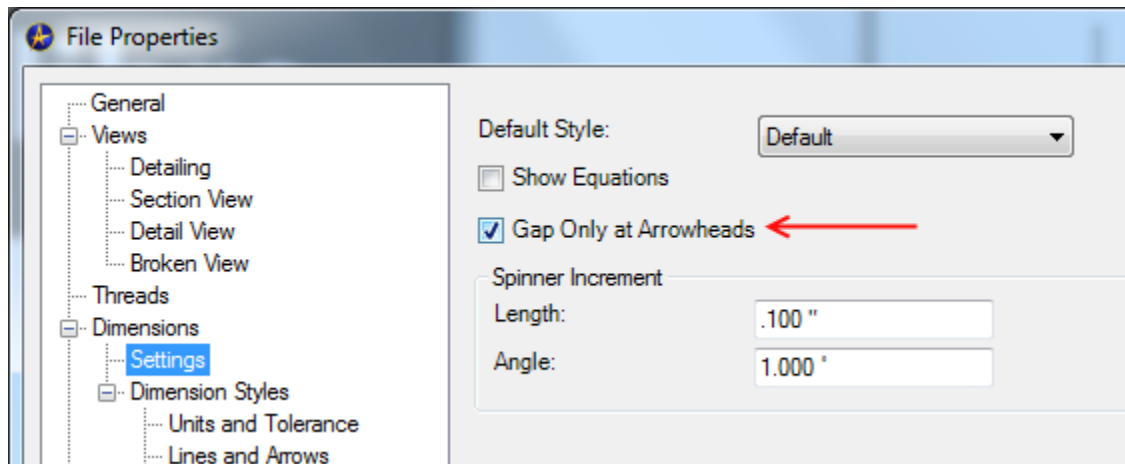 File Properties
General
Views
Detailing
Section View
Detail View
Broken View
Threads
Dimensions
Settings
Dimension Styles
Units and Tolerance
Lines and Arrows
Default Style: Default
Show Equations
Gap Only at Arrowheads
Spinner Increment
Length: .100 "
Angle: 1.000 °